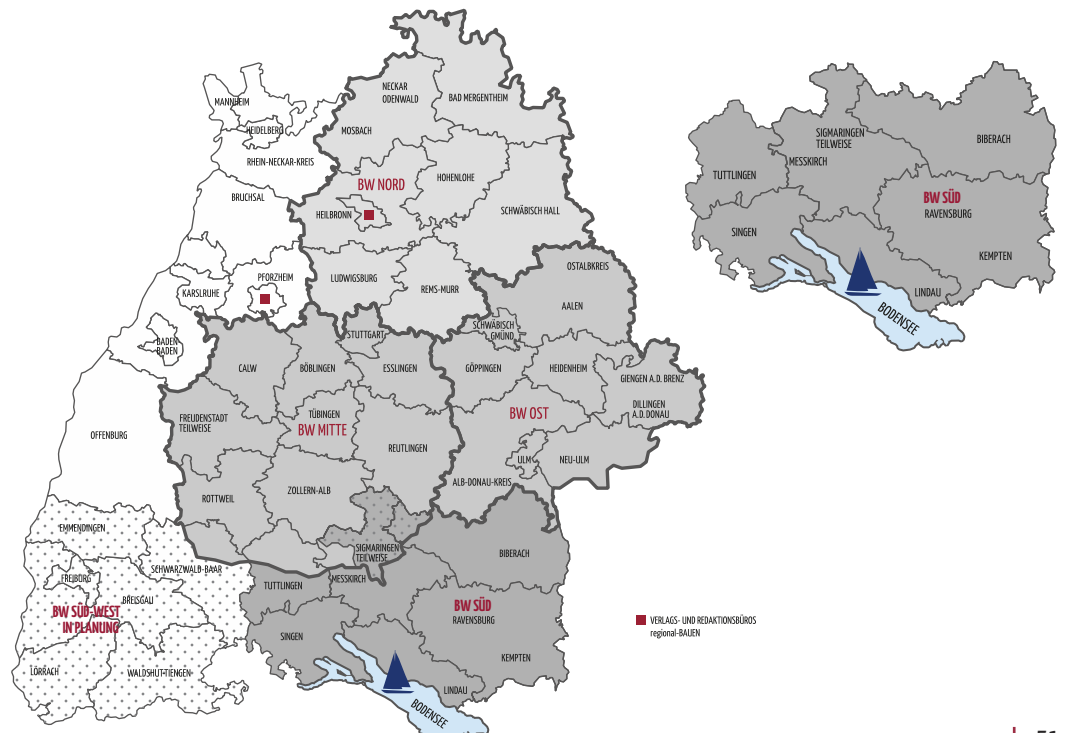 NECKAR
ODENWALD
BAD MERGENTHEIM
MANNHEIM
HEIDELBERG
MOSBACH
RHEIN-NECKAR-KREIS
BW NORD
HOHENLOHE
BRUCHSAL
HEILBRONN
SCHWÄBISCH HALL
PFORZHEIM
LUDWIGSBURG
REMS-MURR
OSTALBKREIS
KARSLRUHE
AALEN
STUTTGART
SCHWÄBISCH
GMÜND
BADEN
BADEN
CALW
BÖBLINGEN
ESSLINGEN
GÖPPINGEN
HEIDENHEIM
GIENGEN A.D. BRENZ
DILLINGEN
A.D. DONAU
FREUDENSTADT
TEILWEISE
TÜBINGEN
BW MITTE
BW OST
OFFENBURG
REUTLINGEN
ULM
NEU-ULM
ALB-DONAU-KREIS
ROTTWEIL
ZOLLERN-ALB
EMMENDINGEN
SIGMARINGEN
TEILWEISE
BIBERACH
SCHWARZWALD-BAAR
FREIBURG
TUTTLINGEN
MESSKIRCH
BREISGAU
BW SÜD-WEST
IN PLANUNG
BW SÜD
RAVENSBURG
SINGEN
LÖRRACH
WALDSHUT-TIENGEN
KEMPTEN
LINDAU
BODENSEE
SIGMARINGEN
TEILWEISE
BIBERACH
MESSKIRCH
TUTTLINGEN
BW SÜD
RAVENSBURG
SINGEN
KEMPTEN
LINDAU
BODENSEE
VERLAGS- UND REDAKTIONSBÜROS
regional-BAUEN